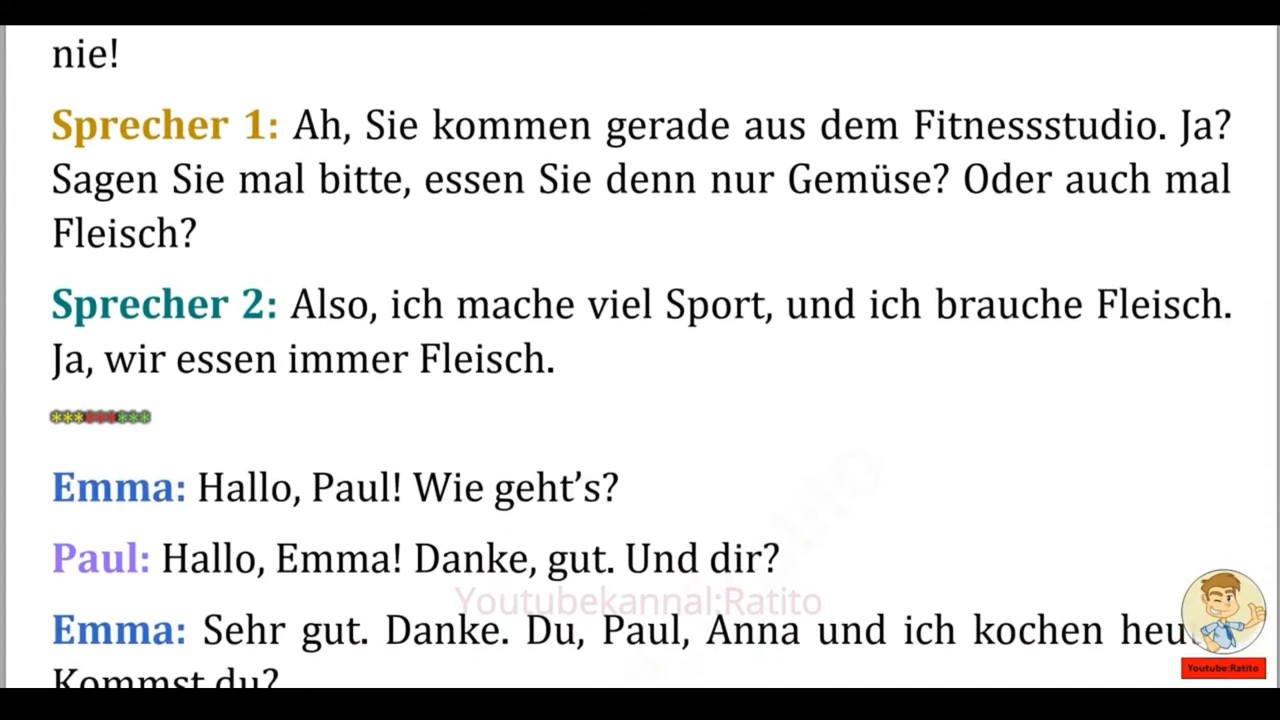 nie!
Sprecher 1: Ah, Sie kommen gerade aus dem Fitnessstudio. Ja?
Sagen Sie mal bitte, essen Sie denn nur Gemüse? Oder auch mal
Fleisch?
Sprecher 2: Also, ich mache viel Sport, und ich brauche Fleisch.
Ja, wir essen immer Fleisch.
*********
Emma: Hallo, Paul! Wie geht’s?
Paul: Hallo, Emma! Danke, gut. Und dir?
Youtubekannal:Ratito
Emma: Sehr gut. Danke. Du, Paul, Anna und ich kochen
Kommst du?
Youtube:Ratito